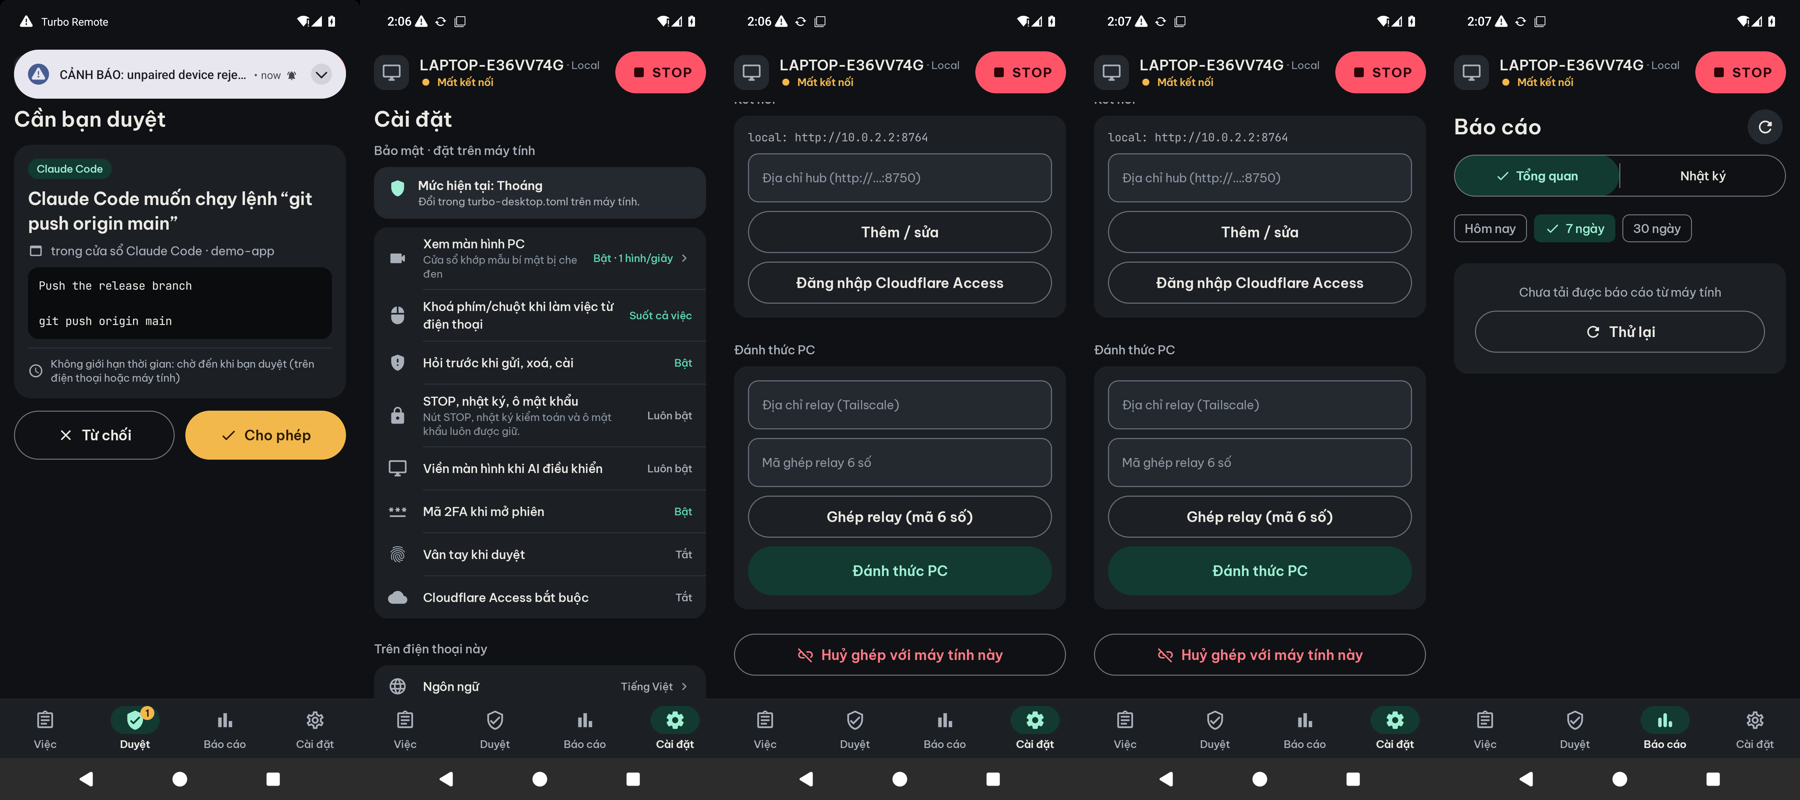 Turbo Remote
CẢNH BÁO: unpaired device reje... • now
Cần bạn duyệt
Claude Code
Claude Code muốn chạy lệnh “git
push origin main”
trong cửa sổ Claude Code · demo-app
Push the release branch
git push origin main
Không giới hạn thời gian: chờ đến khi bạn duyệt (trên
điện thoại hoặc máy tính)
Từ chối
Cho phép
1
Việc
Duyệt
Báo cáo
Cài đặt
2:06
LAPTOP-E36VV74G · Local
Mất kết nối
STOP
Cài đặt
Bảo mật · đặt trên máy tính
Mức hiện tại: Thoáng
Đổi trong turbo-desktop.toml trên máy tính.
Xem màn hình PC
Cửa sổ khớp mẫu bí mật bị che
đen
Bật · 1 hình/giây
Khoá phím/chuột khi làm việc từ
điện thoại
Suốt cả việc
Hỏi trước khi gửi, xoá, cài
Bật
STOP, nhật ký, ô mật khẩu
Nút STOP, nhật ký kiểm toán và ô mật
khẩu luôn được giữ.
Luôn bật
Viền màn hình khi AI điều khiển
Luôn bật
Mã 2FA khi mở phiên
Bật
Vân tay khi duyệt
Tắt
Cloudflare Access bắt buộc
Tắt
Trên điện thoại này
Ngôn ngữ
Tiếng Việt
Việc
Duyệt
Báo cáo
Cài đặt
2:06
LAPTOP-E36VV74G · Local
Mất kết nối
STOP
local: http://10.0.2.2:8764
Địa chỉ hub (http://...:8750)
Thêm / sửa
Đăng nhập Cloudflare Access
Đánh thức PC
Địa chỉ relay (Tailscale)
Mã ghép relay 6 số
Ghép relay (mã 6 số)
Đánh thức PC
Huỷ ghép với máy tính này
Việc
Duyệt
Báo cáo
Cài đặt
2:07
LAPTOP-E36VV74G · Local
Mất kết nối
STOP
local: http://10.0.2.2:8764
Địa chỉ hub (http://...:8750)
Thêm / sửa
Đăng nhập Cloudflare Access
Đánh thức PC
Địa chỉ relay (Tailscale)
Mã ghép relay 6 số
Ghép relay (mã 6 số)
Đánh thức PC
Huỷ ghép với máy tính này
Việc
Duyệt
Báo cáo
Cài đặt
2:07
LAPTOP-E36VV74G · Local
Mất kết nối
STOP
Báo cáo
Tổng quan
Nhật ký
Hôm nay
7 ngày
30 ngày
Chưa tải được báo cáo từ máy tính
Thử lại
Việc
Duyệt
Báo cáo
Cài đặt